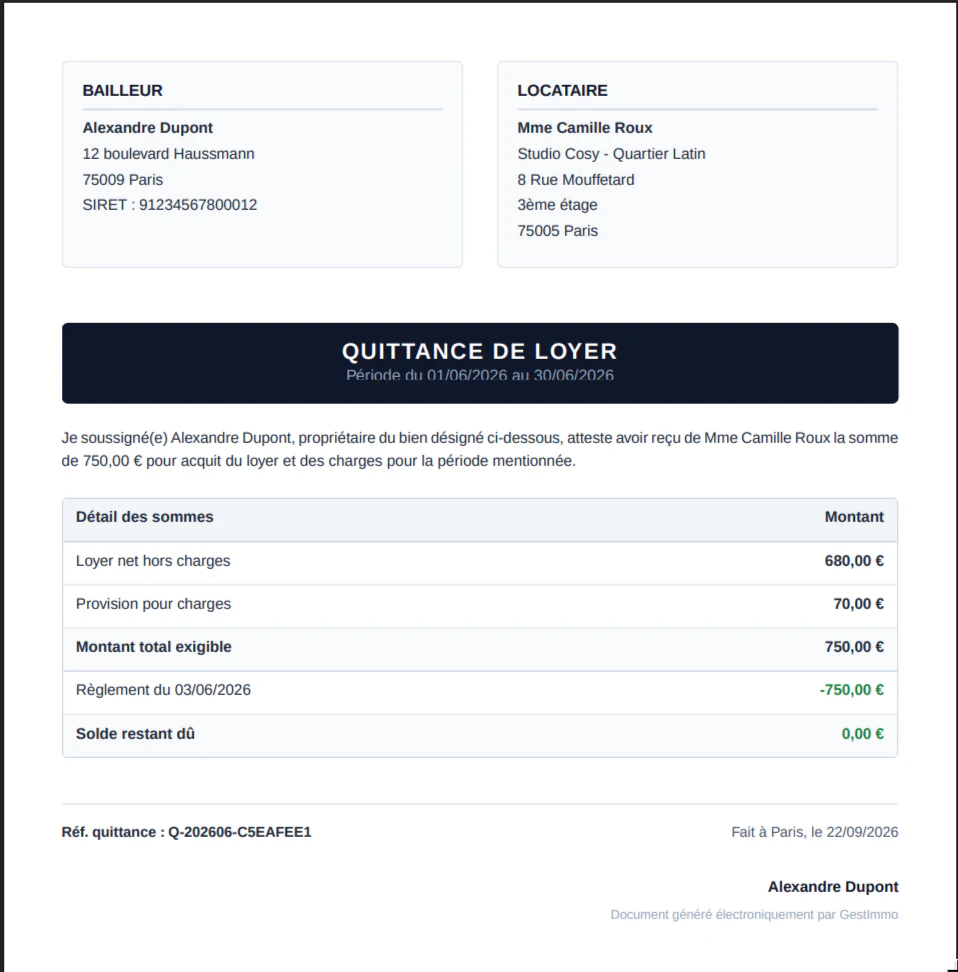 BAILLEUR
Alexandre Dupont
12 boulevard Haussmann
75009 Paris
SIRET : 91234567800012
LOCATAIRE
Mme Camille Roux
Studio Cosy - Quartier Latin
8 Rue Mouffetard
3ème étage
75005 Paris
QUITTANCE DE LOYER
Période du 01/06/2026 au 30/06/2026
Je soussigné(e) Alexandre Dupont, propriétaire du bien désigné ci-dessous, atteste avoir reçu de Mme Camille Roux la somme
de 750,00 € pour acquit du loyer et des charges pour la période mentionnée.
Détail des sommes Montant
Loyer net hors charges 680,00 €
Provision pour charges 70,00 €
Montant total exigible 750,00 €
Règlement du 03/06/2026 -750,00 €
Solde restant dû 0,00 €
Réf. quittance : Q-202606-C5EAFEE1 Fait à Paris, le 22/09/2026
Alexandre Dupont
Document généré électroniquement par GestImmo